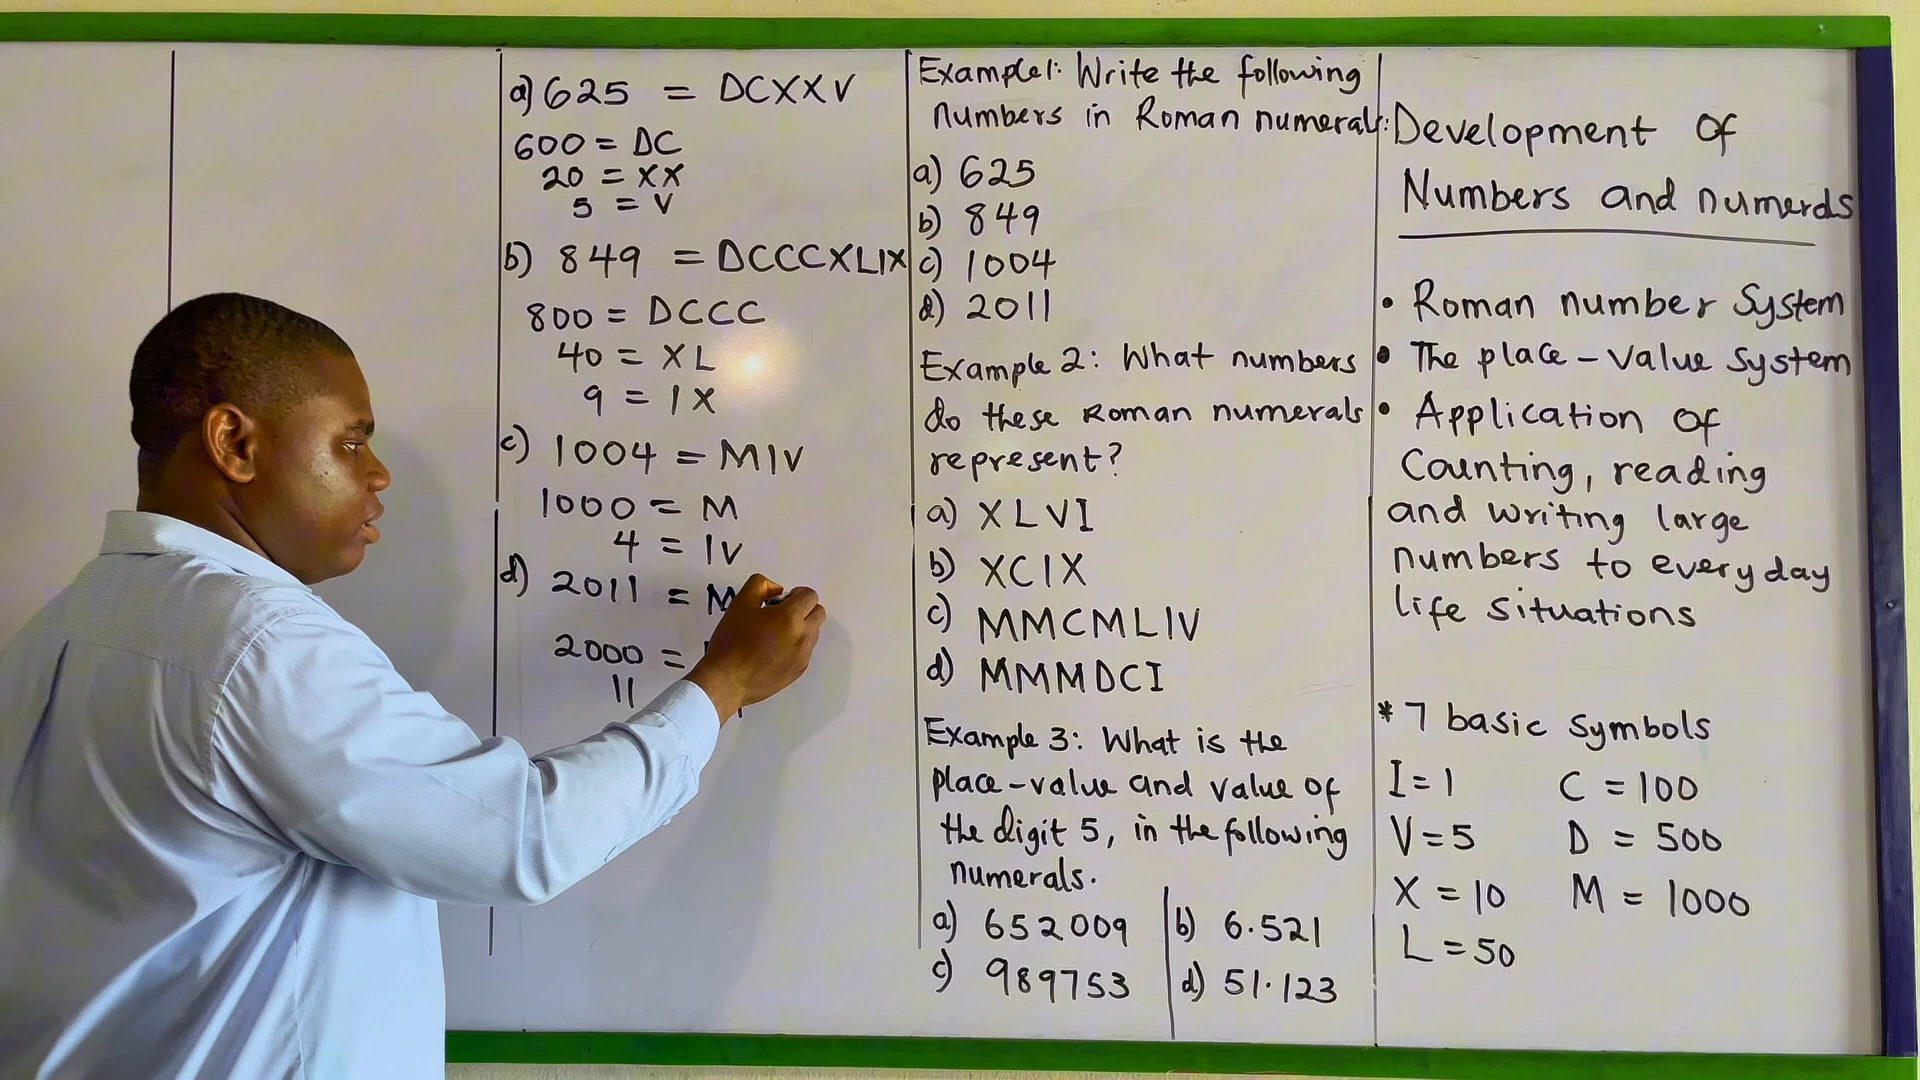 a) 625 = DCXXV
600 = DC
20 = XX
5 = V
b) 849 = DCCCXLIX
800 = DCCC
40 = XL
9 = IX
c) 1004 = MIV
1000 = M
4 = IV
d) 2011 = M
2000 =
11
Example 1: Write the following
numbers in Roman numerals:
a) 625
b) 849
c) 1004
d) 2011
Example 2: What numbers
do these Roman numerals
represent?
a) XLVI
b) XCIX
c) MMCMLIV
d) MMMDCI
Example 3: What is the
place-value and value of
the digit 5, in the following
numerals.
a) 652009
b) 6.521
c) 989753
d) 51.123
Development of
Numbers and numerals
• Roman number System
• The place-value system
• Application of
Counting, reading
and writing large
numbers to everyday
life situations
* 7 basic symbols
I = 1
C = 100
V = 5
D = 500
X = 10
M = 1000
L = 50